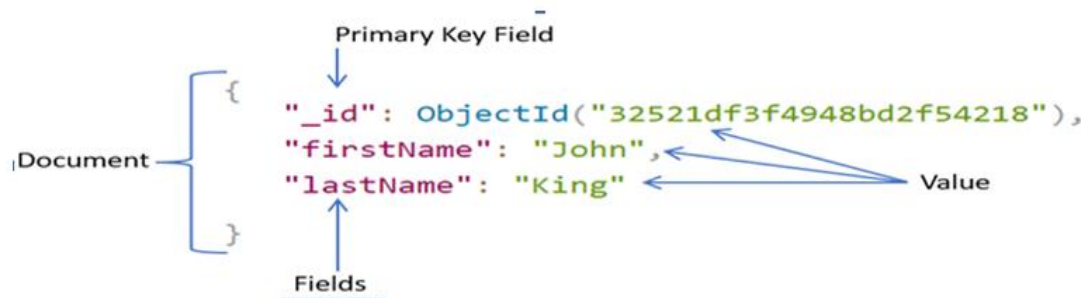 Primary Key Field
{
"_id": ObjectId("32521df3f4948bd2f54218"),
Document
"firstName": "John",
"lastName": "King"
Value
}
Fields